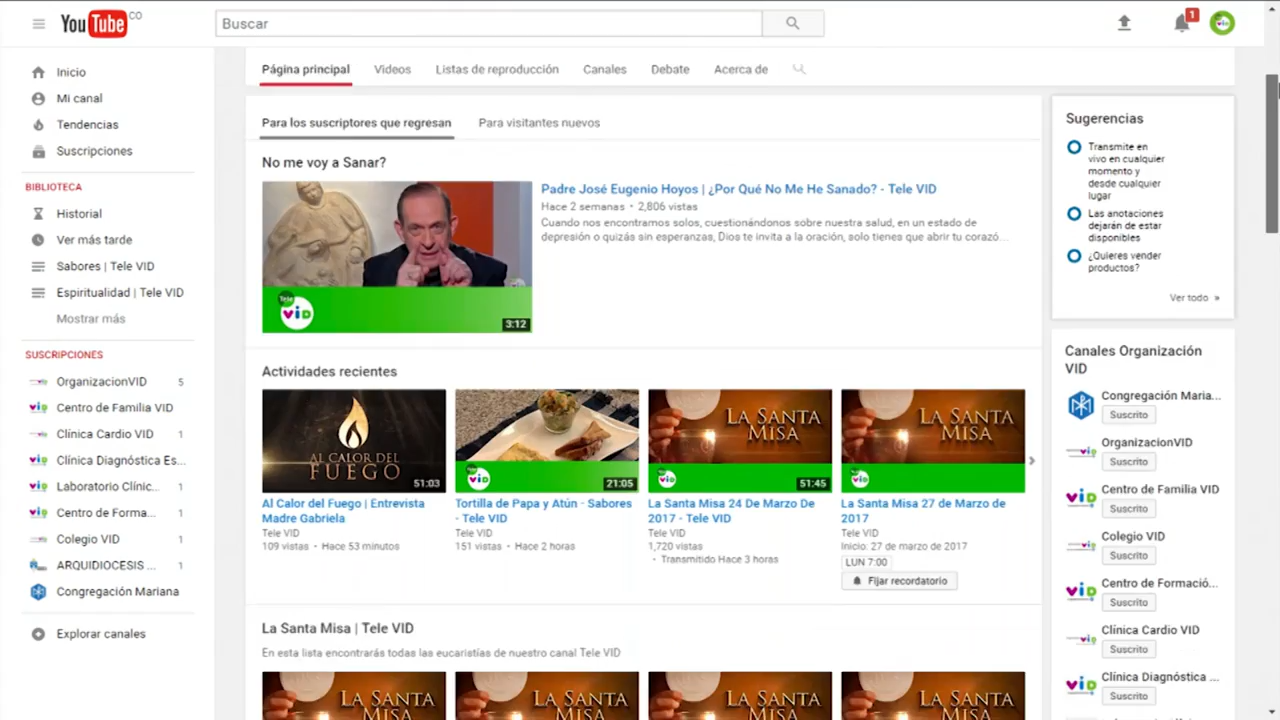 YouTube CO
Buscar
1
Inicio
Mi canal
Tendencias
Suscripciones
BIBLIOTECA
Historial
Ver más tarde
Sabores | Tele VID
Espiritualidad | Tele VID
Mostrar más
SUSCRIPCIONES
OrganizacionVID 5
Centro de Familia VID
Clínica Cardio VID 1
Clínica Diagnóstica Es...
Laboratorio Clínic... 1
Centro de Forma... 1
Colegio VID 1
ARQUIDIOCESIS ... 1
Congregación Mariana
Explorar canales
Página principal
Videos
Listas de reproducción
Canales
Debate
Acerca de
Para los suscriptores que regresan
Para visitantes nuevos
No me voy a Sanar?
Tele
VID
3:12
Padre José Eugenio Hoyos | ¿Por Qué No Me He Sanado? - Tele VID
Hace 2 semanas • 2,806 vistas
Cuando nos encontramos solos, cuestionándonos sobre nuestra salud, en un estado de
depresión o quizás sin esperanzas, Dios te invita a la oración, solo tienes que abrir tu corazó...
Actividades recientes
AL CALOR DEL
FUEGO
51:03
Al Calor del Fuego | Entrevista
Madre Gabriela
Tele VID
109 vistas • Hace 53 minutos
VID
21:05
Tortilla de Papa y Atún - Sabores
- Tele VID
Tele VID
151 vistas • Hace 2 horas
LA SANTA
MISA
VID
51:45
La Santa Misa 24 De Marzo De
2017 - Tele VID
Tele VID
1,720 vistas
• Transmitido Hace 3 horas
LA SANTA
MISA
VID
La Santa Misa 27 de Marzo de
2017
Tele VID
Inicio: 27 de marzo de 2017
LUN 7:00
Fijar recordatorio
La Santa Misa | Tele VID
En esta lista encontrarás todas las eucaristías de nuestro canal Tele VID
LA SANTA
MISA
LA SANTA
MISA
LA SANTA
MISA
LA SANTA
MISA
Sugerencias
Transmite en
vivo en cualquier
momento y
desde cualquier
lugar
Las anotaciones
dejarán de estar
disponibles
¿Quieres vender
productos?
Ver todo »
Canales Organización
VID
Congregación Maria...
Suscrito
OrganizacionVID
Suscrito
Centro de Familia VID
Suscrito
Colegio VID
Suscrito
Centro de Formació...
Suscrito
Clínica Cardio VID
Suscrito
Clínica Diagnóstica ...
Suscrito